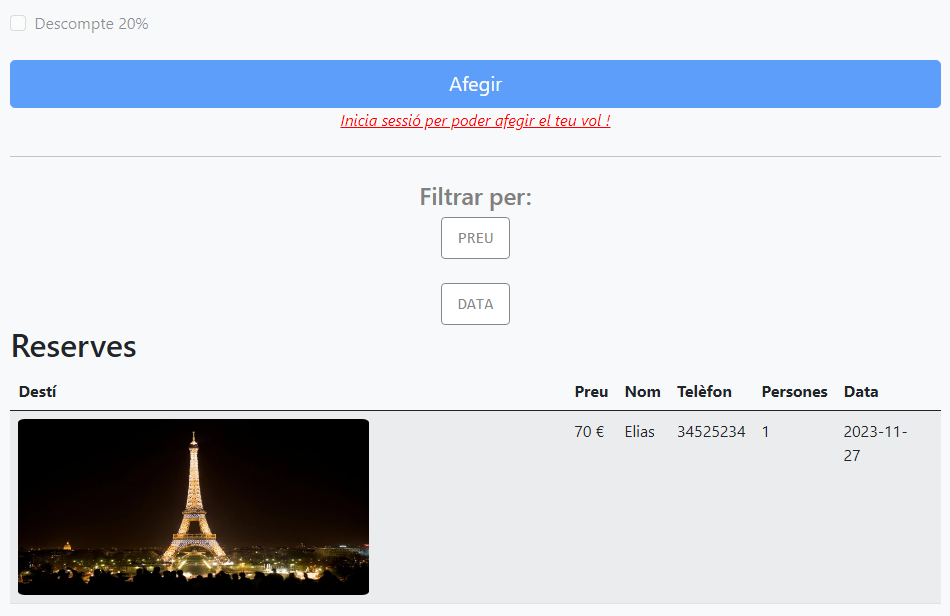 Descompte 20%
Afegir
Inicia sessió per poder afegir el teu vol !
Filtrar per:
PREU
DATA
Reserves
Destí Preu Nom Telèfon Persones Data
70 € Elias 34525234 1 2023-11-
27